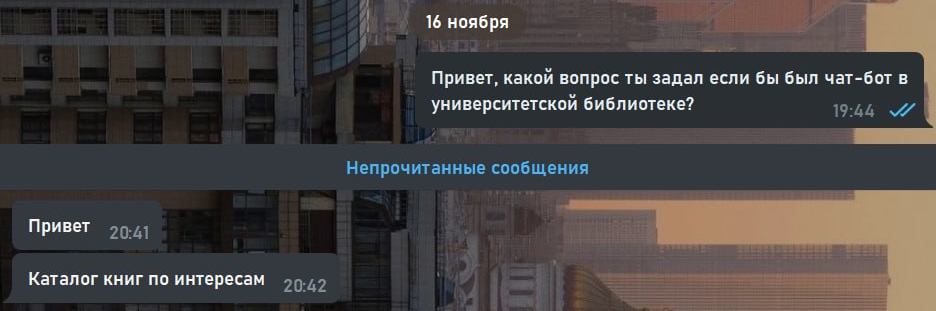 16 ноября
Привет, какой вопрос ты задал если бы был чат-бот в
университетской библиотеке?
19:44
Непрочитанные сообщения
Привет 20:41
Каталог книг по интересам 20:42